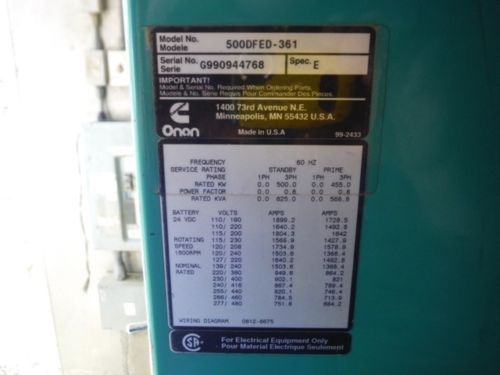 Model No. 500DFED-361
Modele
Serial No. G990944768 Spec. E
Serie
IMPORTANT!
Model & Serial No. Required When Ordering Parts.
Modele & No. Serie Requis Pour Commander Des Pieces.
1400 73rd Avenue N.E.
Minneapolis, MN 55432 U.S.A.
Onan Made in U.S.A 99-2433
FREQUENCY 60 HZ
SERVICE RATING STANDBY PRIME
PHASE 1PH 3PH 1PH 3PH
RATED KW 0.0 500.0 0.0 455.0
POWER FACTOR 0.0 0.8 0.0 0.8
RATED KVA 0.0 625.0 0.0 568.8
BATTERY VOLTS AMPS AMPS
24 VDC 110/ 190 1899.2 1728.5
110/ 220 1640.2 1492.8
115/ 200 1804.3 1642
ROTATING 115/ 230 1568.9 1427.9
SPEED 120/ 208 1734.9 1578.9
1800RPM 120/ 240 1503.6 1368.4
127/ 220 1640.2 1492.8
NOMINAL 139/ 240 1503.6 1368.4
RATED 220/ 380 949.6 864.2
230/ 400 902.1 821
240/ 416 867.4 789.4
255/ 440 820.1 746.4
266/ 460 784.5 713.9
277/ 480 751.8 684.2
WIRING DIAGRAM 0612-6675
For Electrical Equipment Only
Pour Material Electrique Seulement